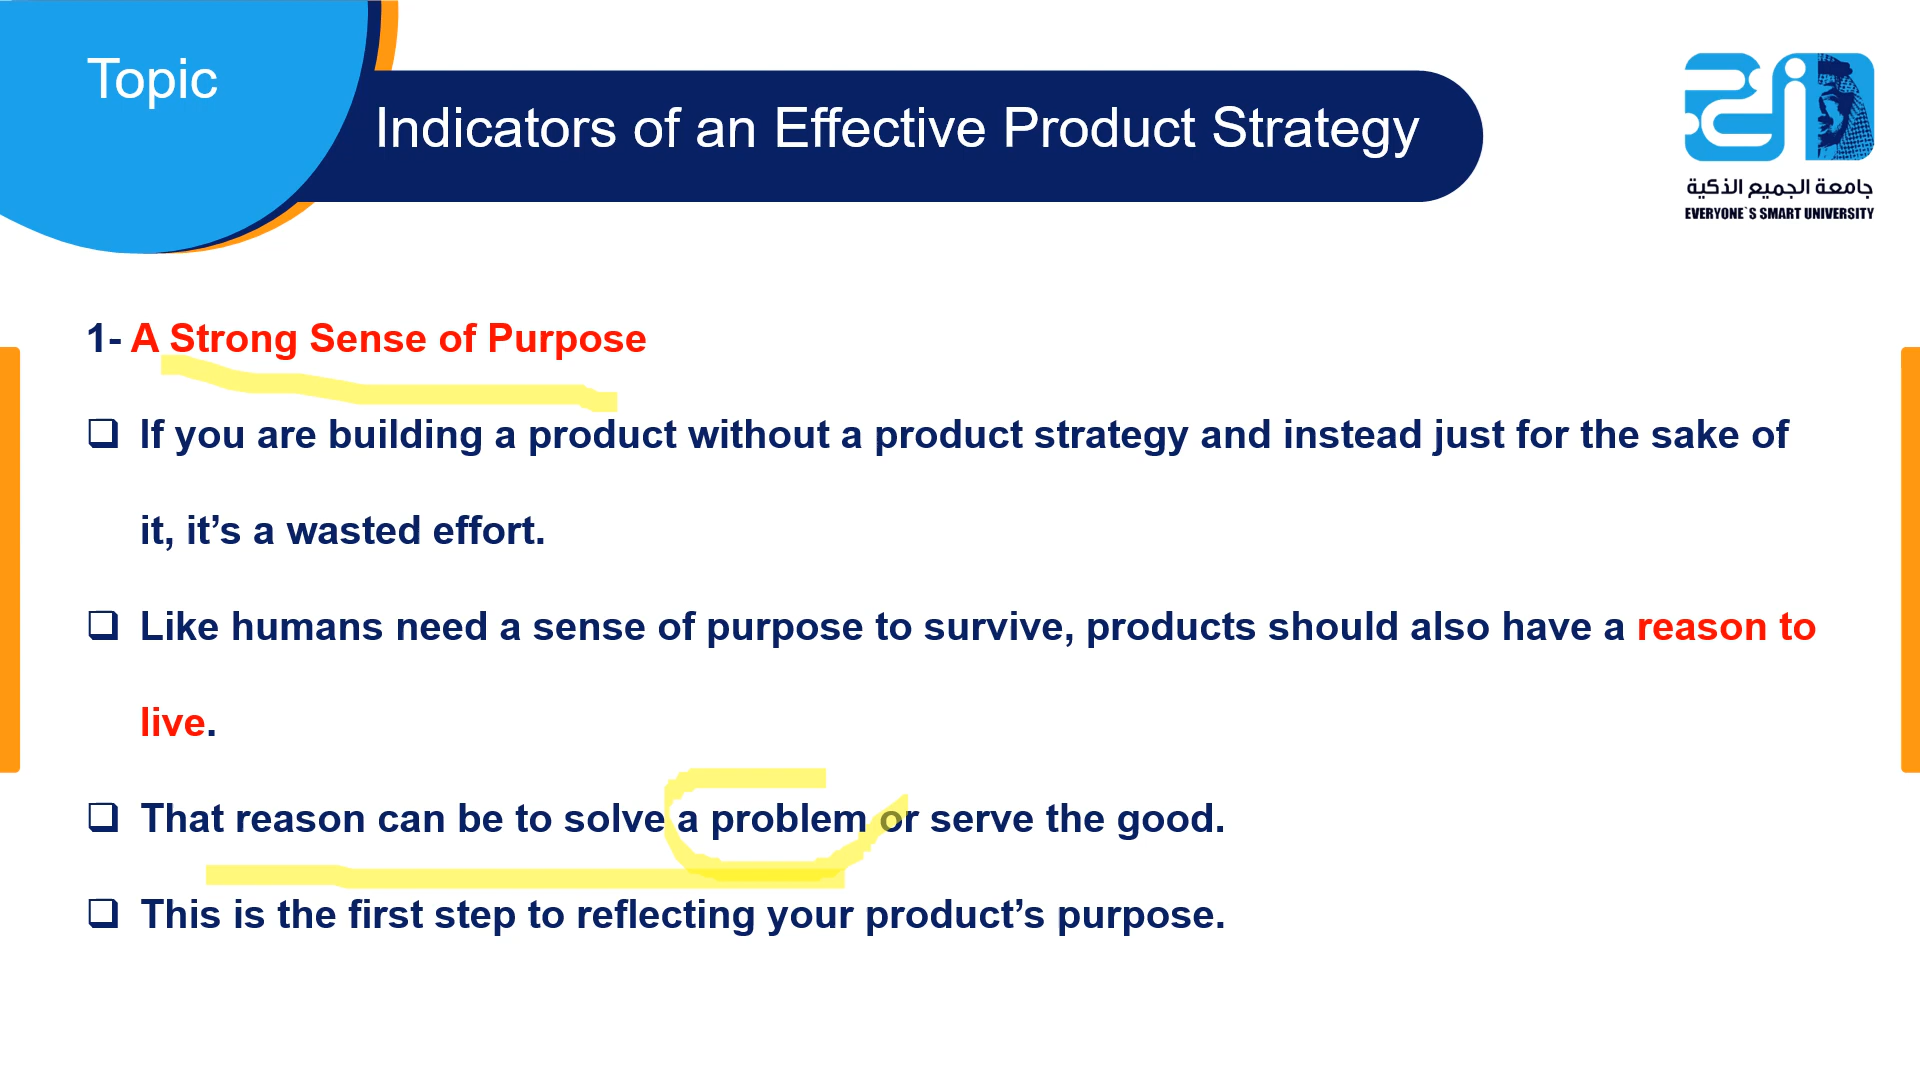 Topic
Indicators of an Effective Product Strategy
جامعة الجميع الذكية
EVERYONE`S SMART UNIVERSITY
1- A Strong Sense of Purpose
❑ If you are building a product without a product strategy and instead just for the sake of
it, it’s a wasted effort.
❑ Like humans need a sense of purpose to survive, products should also have a reason to
live.
❑ That reason can be to solve a problem or serve the good.
❑ This is the first step to reflecting your product’s purpose.